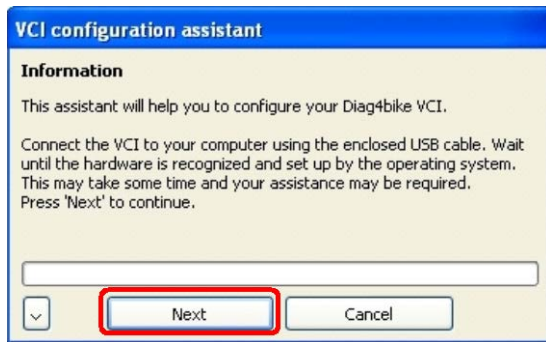 VCI configuration assistant
Information
This assistant will help you to configure your Diag4bike VCI.
Connect the VCI to your computer using the enclosed USB cable. Wait
until the hardware is recognized and set up by the operating system.
This may take some time and your assistance may be required.
Press 'Next' to continue.
Next
Cancel